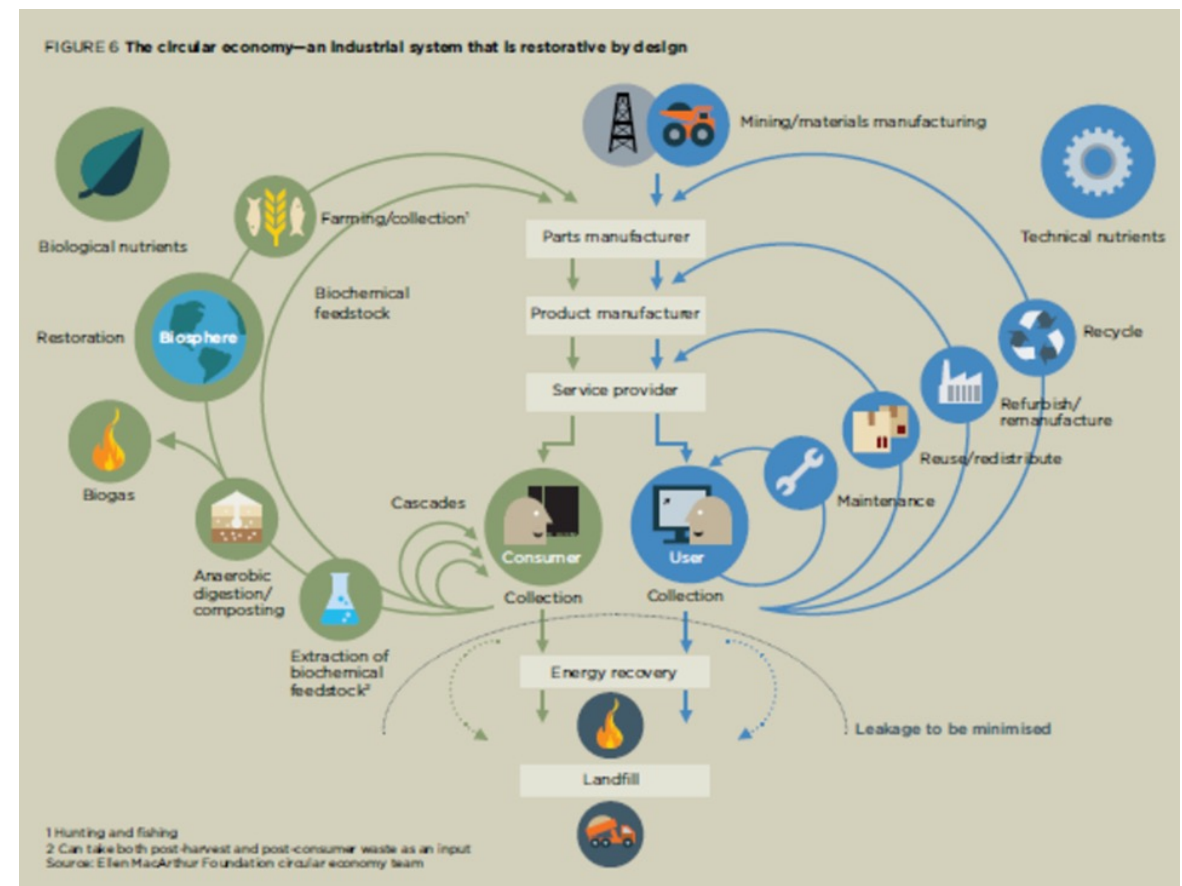 FIGURE 6 The circular economy—an industrial system that is restorative by design
Mining/materials manufacturing
Biological nutrients
Technical nutrients
Farming/collection¹
Parts manufacturer
Biochemical
feedstock
Product manufacturer
Restoration
Biosphere
Recycle
Service provider
Refurbish/
remanufacture
Reuse/redistribute
Biogas
Cascades
Maintenance
Consumer
User
Anaerobic
digestion/
composting
Collection
Collection
Extraction of
biochemical
feedstock²
Energy recovery
Leakage to be minimised
Landfill
1 Hunting and fishing
2 Can take both post-harvest and post-consumer waste as an input
Source: Ellen MacArthur Foundation circular economy team